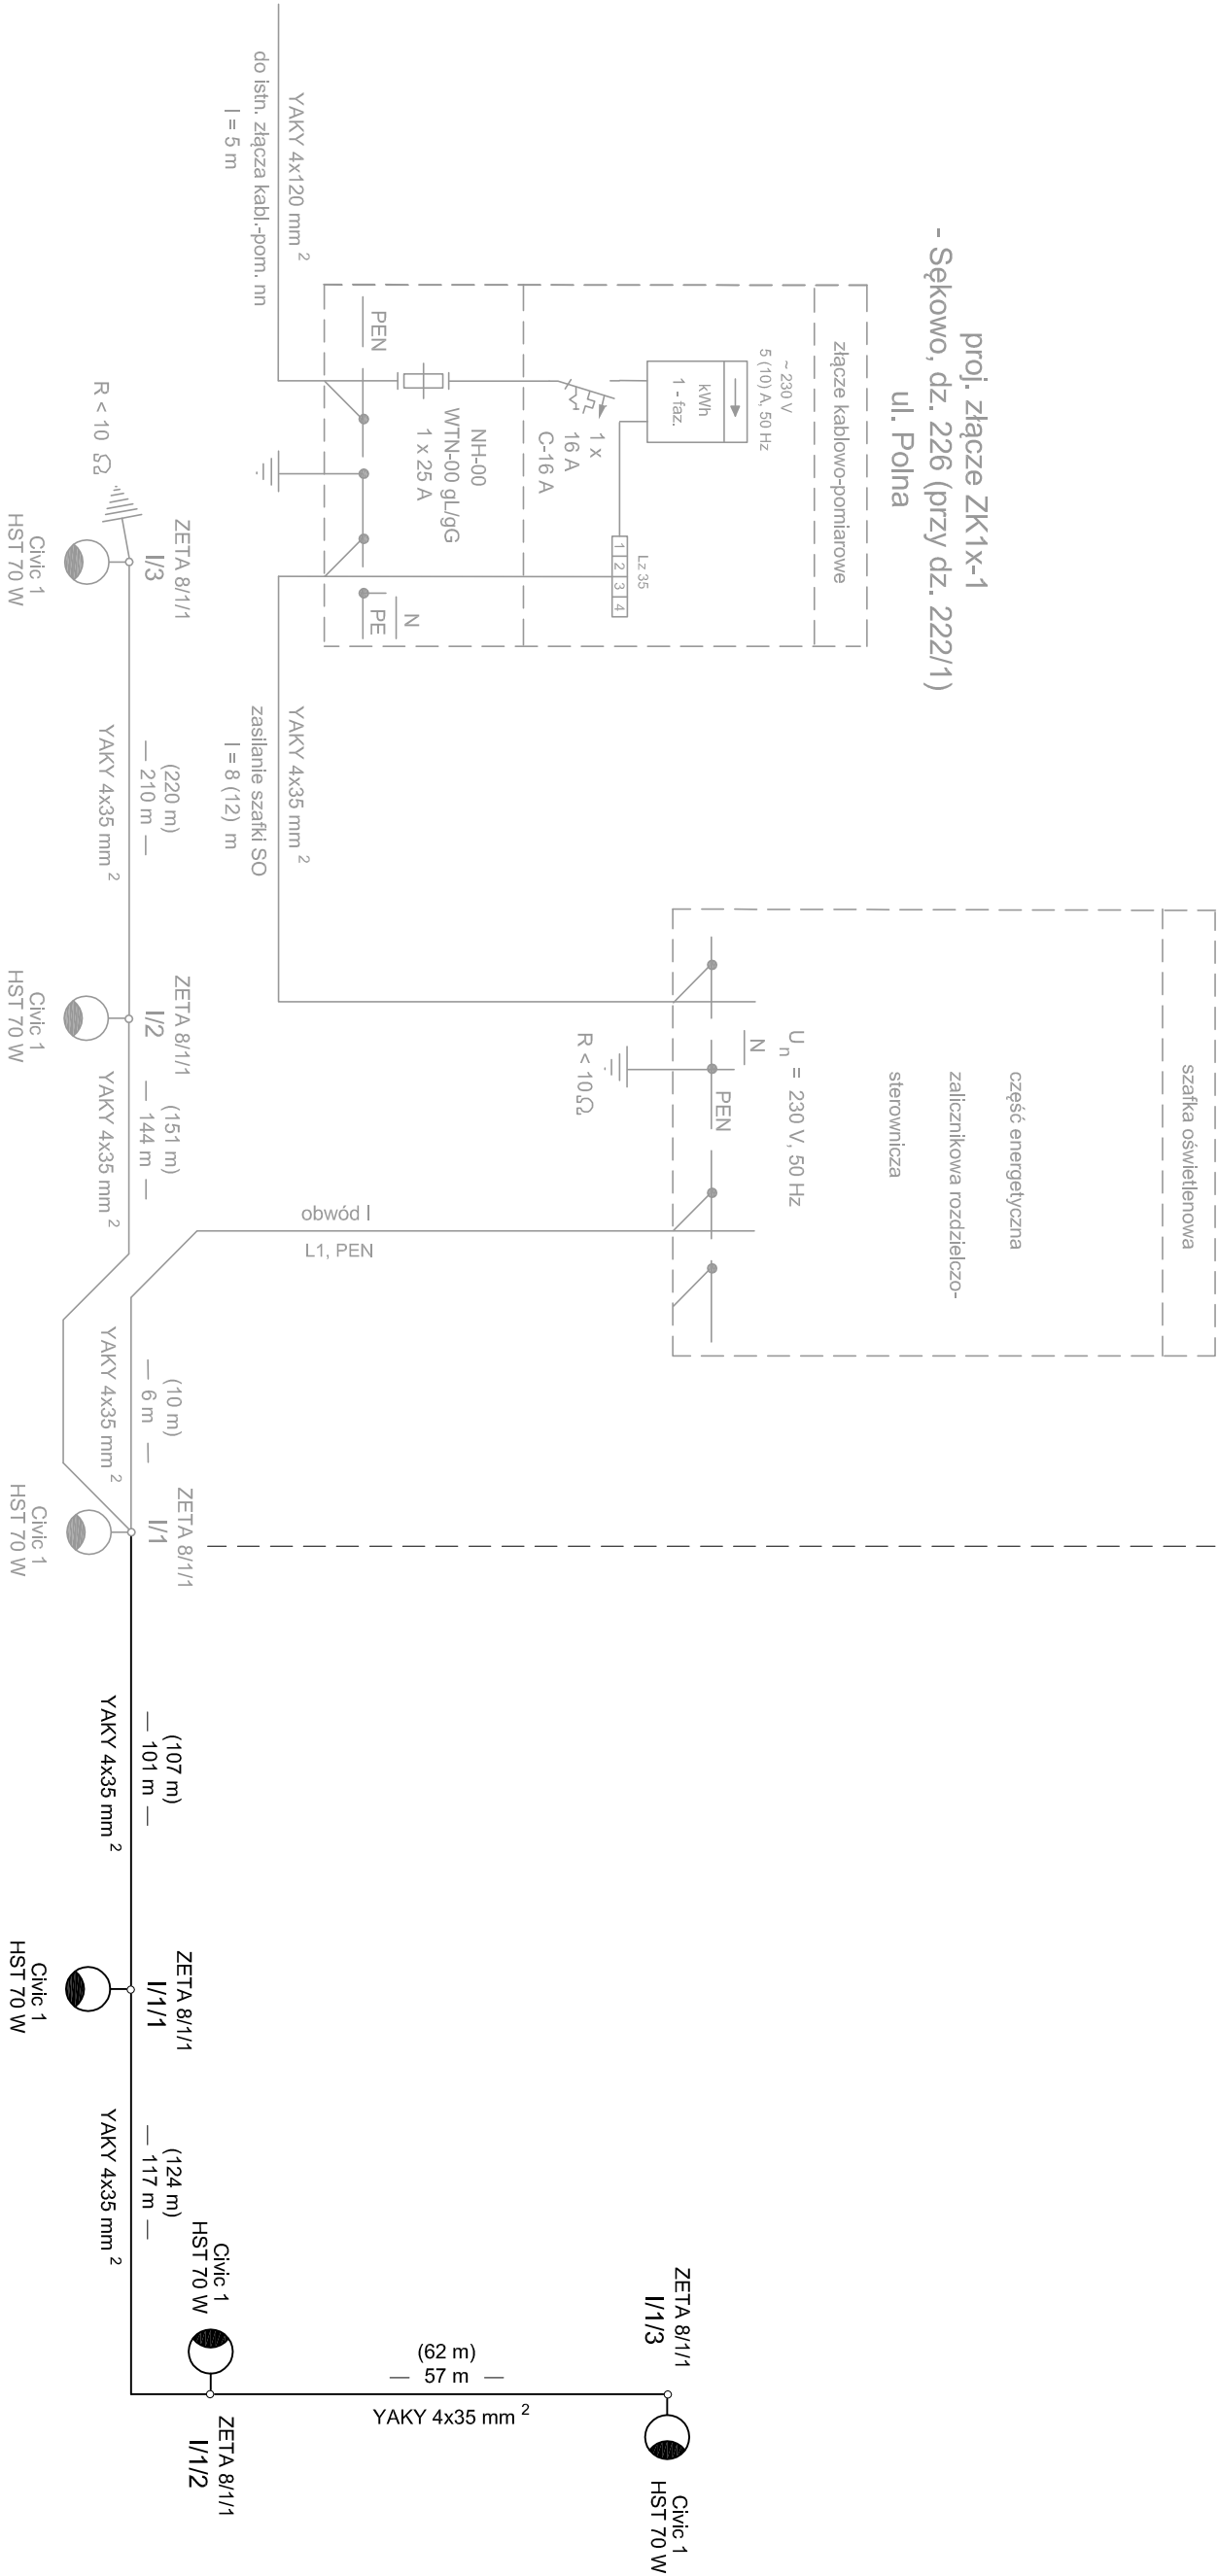 proj. złącze ZK1x-1
- Sękowo, dz. 226 (przy dz. 222/1)
ul. Polna
złącze kablowo-pomiarowe
~ 230 V
5 (10) A, 50 Hz
kWh
1 - faz.
1 x
16 A
C-16 A
Lz 35
1 2 3 4
NH-00
WTN-00 gL/gG
1 x 25 A
PEN
N
PE
YAKY 4x120 mm 2
do istn. złącza kabl.-pom. nn
l = 5 m
YAKY 4x35 mm 2
zasilanie szafki SO
l = 8 (12) m
szafka oświetlenowa
część energetyczna
zalicznikowa rozdzielczo-
sterownicza
U n = 230 V, 50 Hz
N
PEN
R < 10 Ω
obwód I
L1, PEN
R < 10 Ω
ZETA 8/1/1
I/3
Civic 1
HST 70 W
(220 m)
— 210 m —
YAKY 4x35 mm 2
ZETA 8/1/1
I/2
Civic 1
HST 70 W
(151 m)
— 144 m —
YAKY 4x35 mm 2
(10 m)
— 6 m —
YAKY 4x35 mm 2
ZETA 8/1/1
I/1
Civic 1
HST 70 W
(107 m)
— 101 m —
YAKY 4x35 mm 2
ZETA 8/1/1
I/1/1
Civic 1
HST 70 W
(124 m)
— 117 m —
YAKY 4x35 mm 2
Civic 1
HST 70 W
ZETA 8/1/1
I/1/2
(62 m)
— 57 m —
YAKY 4x35 mm 2
ZETA 8/1/1
I/1/3
Civic 1
HST 70 W